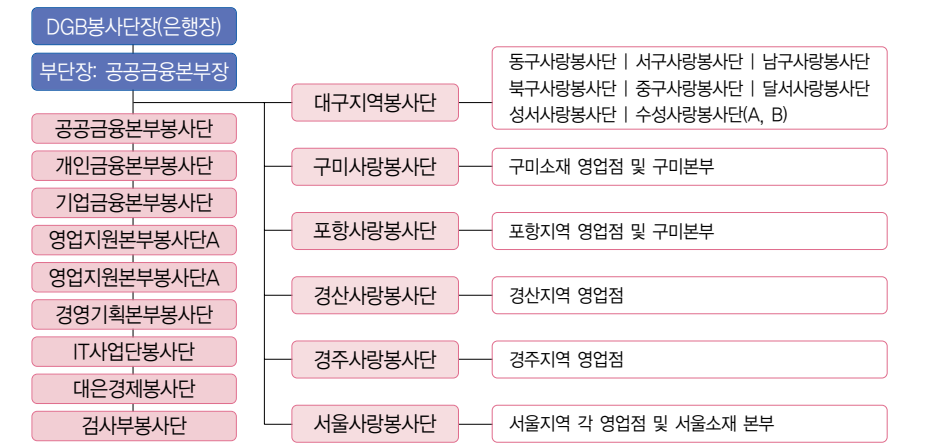 DGB봉사단장(은행장)
부단장: 공공금융본부장
공공금융본부봉사단
개인금융본부봉사단
기업금융본부봉사단
영업지원본부봉사단A
영업지원본부봉사단A
경영기획본부봉사단
IT사업단봉사단
대은경제봉사단
검사부봉사단
대구지역봉사단
동구사랑봉사단 | 서구사랑봉사단 | 남구사랑봉사단
북구사랑봉사단 | 중구사랑봉사단 | 달서사랑봉사단
성서사랑봉사단 | 수성사랑봉사단(A, B)
구미사랑봉사단
구미소재 영업점 및 구미본부
포항사랑봉사단
포항지역 영업점 및 구미본부
경산사랑봉사단
경산지역 영업점
경주사랑봉사단
경주지역 영업점
서울사랑봉사단
서울지역 각 영업점 및 서울소재 본부